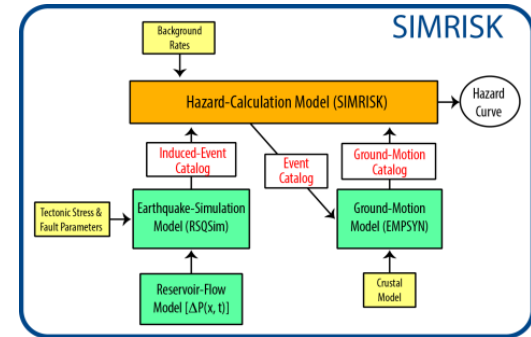 SIMRISK
Background
Rates
Hazard-Calculation Model (SIMRISK)
Hazard
Curve
Induced-Event
Catalog
Event
Catalog
Ground-Motion
Catalog
Tectonic Stress &
Fault Parameters
Earthquake-Simulation
Model (RSQSim)
Ground-Motion
Model (EMPSYN)
Reservoir-Flow
Model [ΔP(x, t)]
Crustal
Model